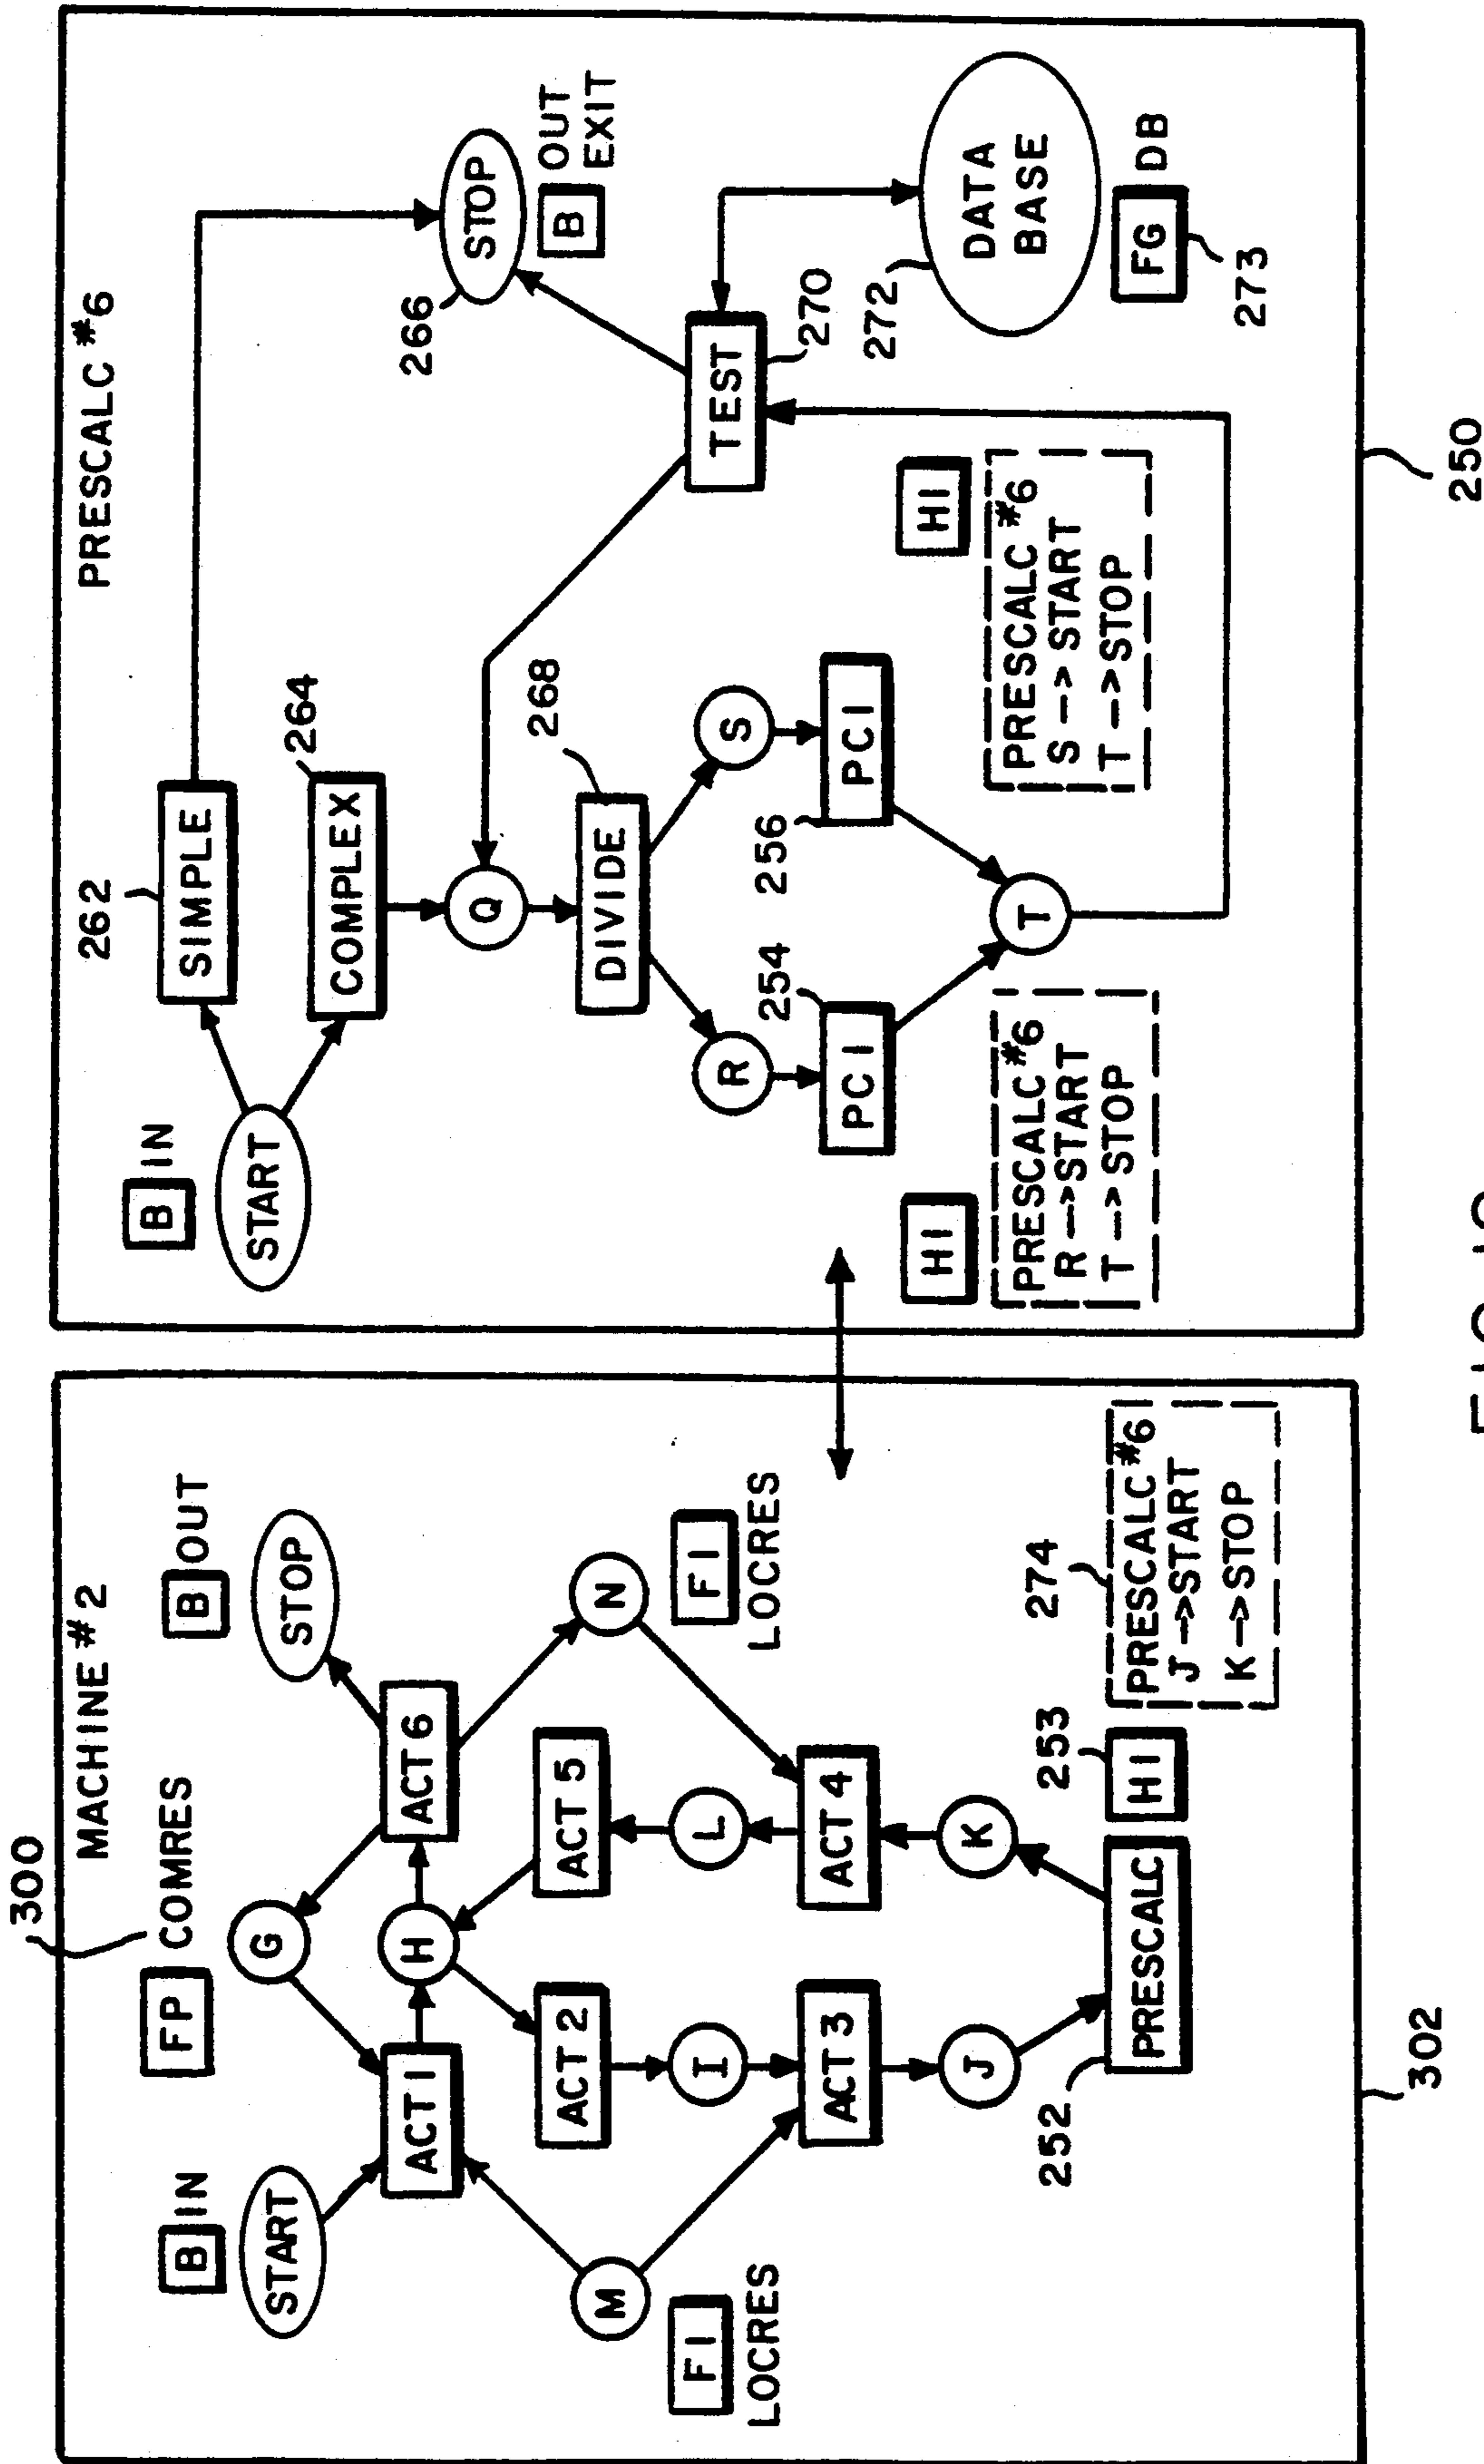 300
MACHINE #2
B IN
FP COMRES
B OUT
START
G
STOP
ACT 1
H
ACT 6
M
ACT 2
ACT 5
N
FI
LOCRES
I
L
FI
LOCRES
ACT 3
ACT 4
J
K
252
PRESCALC
253
HI
274
PRESCALC #6
J->START
K->STOP
302
PRESCALC #6
B IN
START
262
SIMPLE
264
COMPLEX
266
STOP
B OUT
EXIT
Q
268
DIVIDE
R
S
TEST
270
254
PCI
256
PCI
272
DATA
BASE
T
HI
PRESCALC #6
R->START
T->STOP
HI
PRESCALC #6
S->START
T->STOP
FG DB
273
250